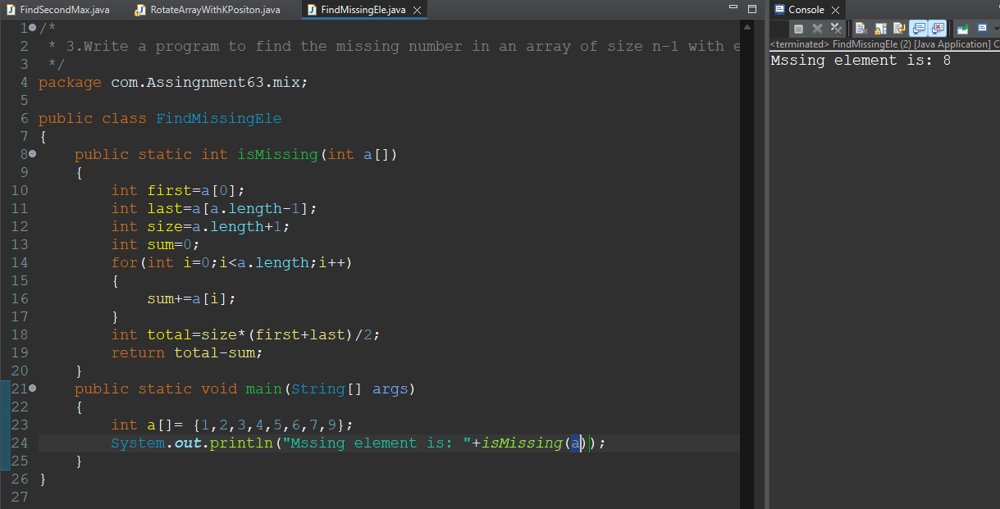 FindSecondMax.java RotateArrayWithKPositon.java FindMissingEle.java
Console
<terminated> FindMissingEle (2) [Java Application] C
Mssing element is: 8
1 /*
2 * 3.Write a program to find the missing number in an array of size n-1 with e
3 */
4 package com.Assingnment63.mix;
5
6 public class FindMissingEle
7 {
8 public static int isMissing(int a[])
9 {
10 int first=a[0];
11 int last=a[a.length-1];
12 int size=a.length+1;
13 int sum=0;
14 for(int i=0;i<a.length;i++)
15 {
16 sum+=a[i];
17 }
18 int total=size*(first+last)/2;
19 return total-sum;
20 }
21 public static void main(String[] args)
22 {
23 int a[]= {1,2,3,4,5,6,7,9};
24 System.out.println("Mssing element is: "+isMissing(a));
25 }
26 }
27